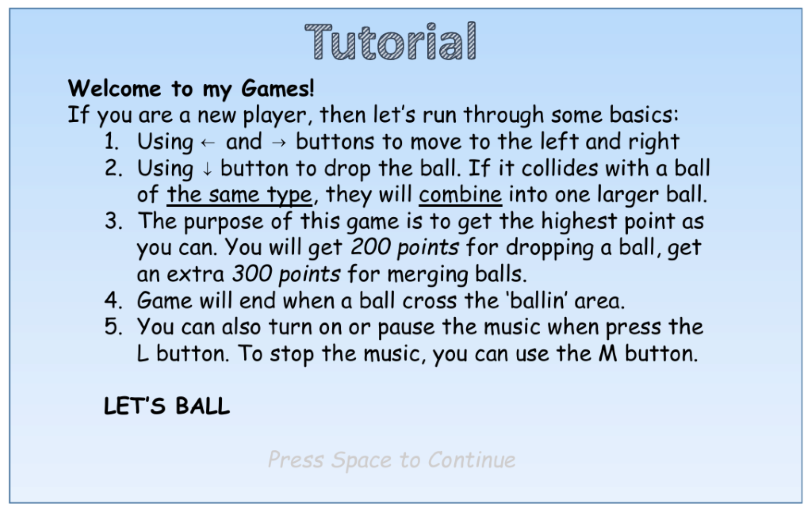 Tutorial
Welcome to my Games!
If you are a new player, then let's run through some basics:
1. Using ← and → buttons to move to the left and right
2. Using ↓ button to drop the ball. If it collides with a ball
of the same type, they will combine into one larger ball.
3. The purpose of this game is to get the highest point as
you can. You will get 200 points for dropping a ball, get
an extra 300 points for merging balls.
4. Game will end when a ball cross the 'ballin' area.
5. You can also turn on or pause the music when press the
L button. To stop the music, you can use the M button.
LET'S BALL
Press Space to Continue